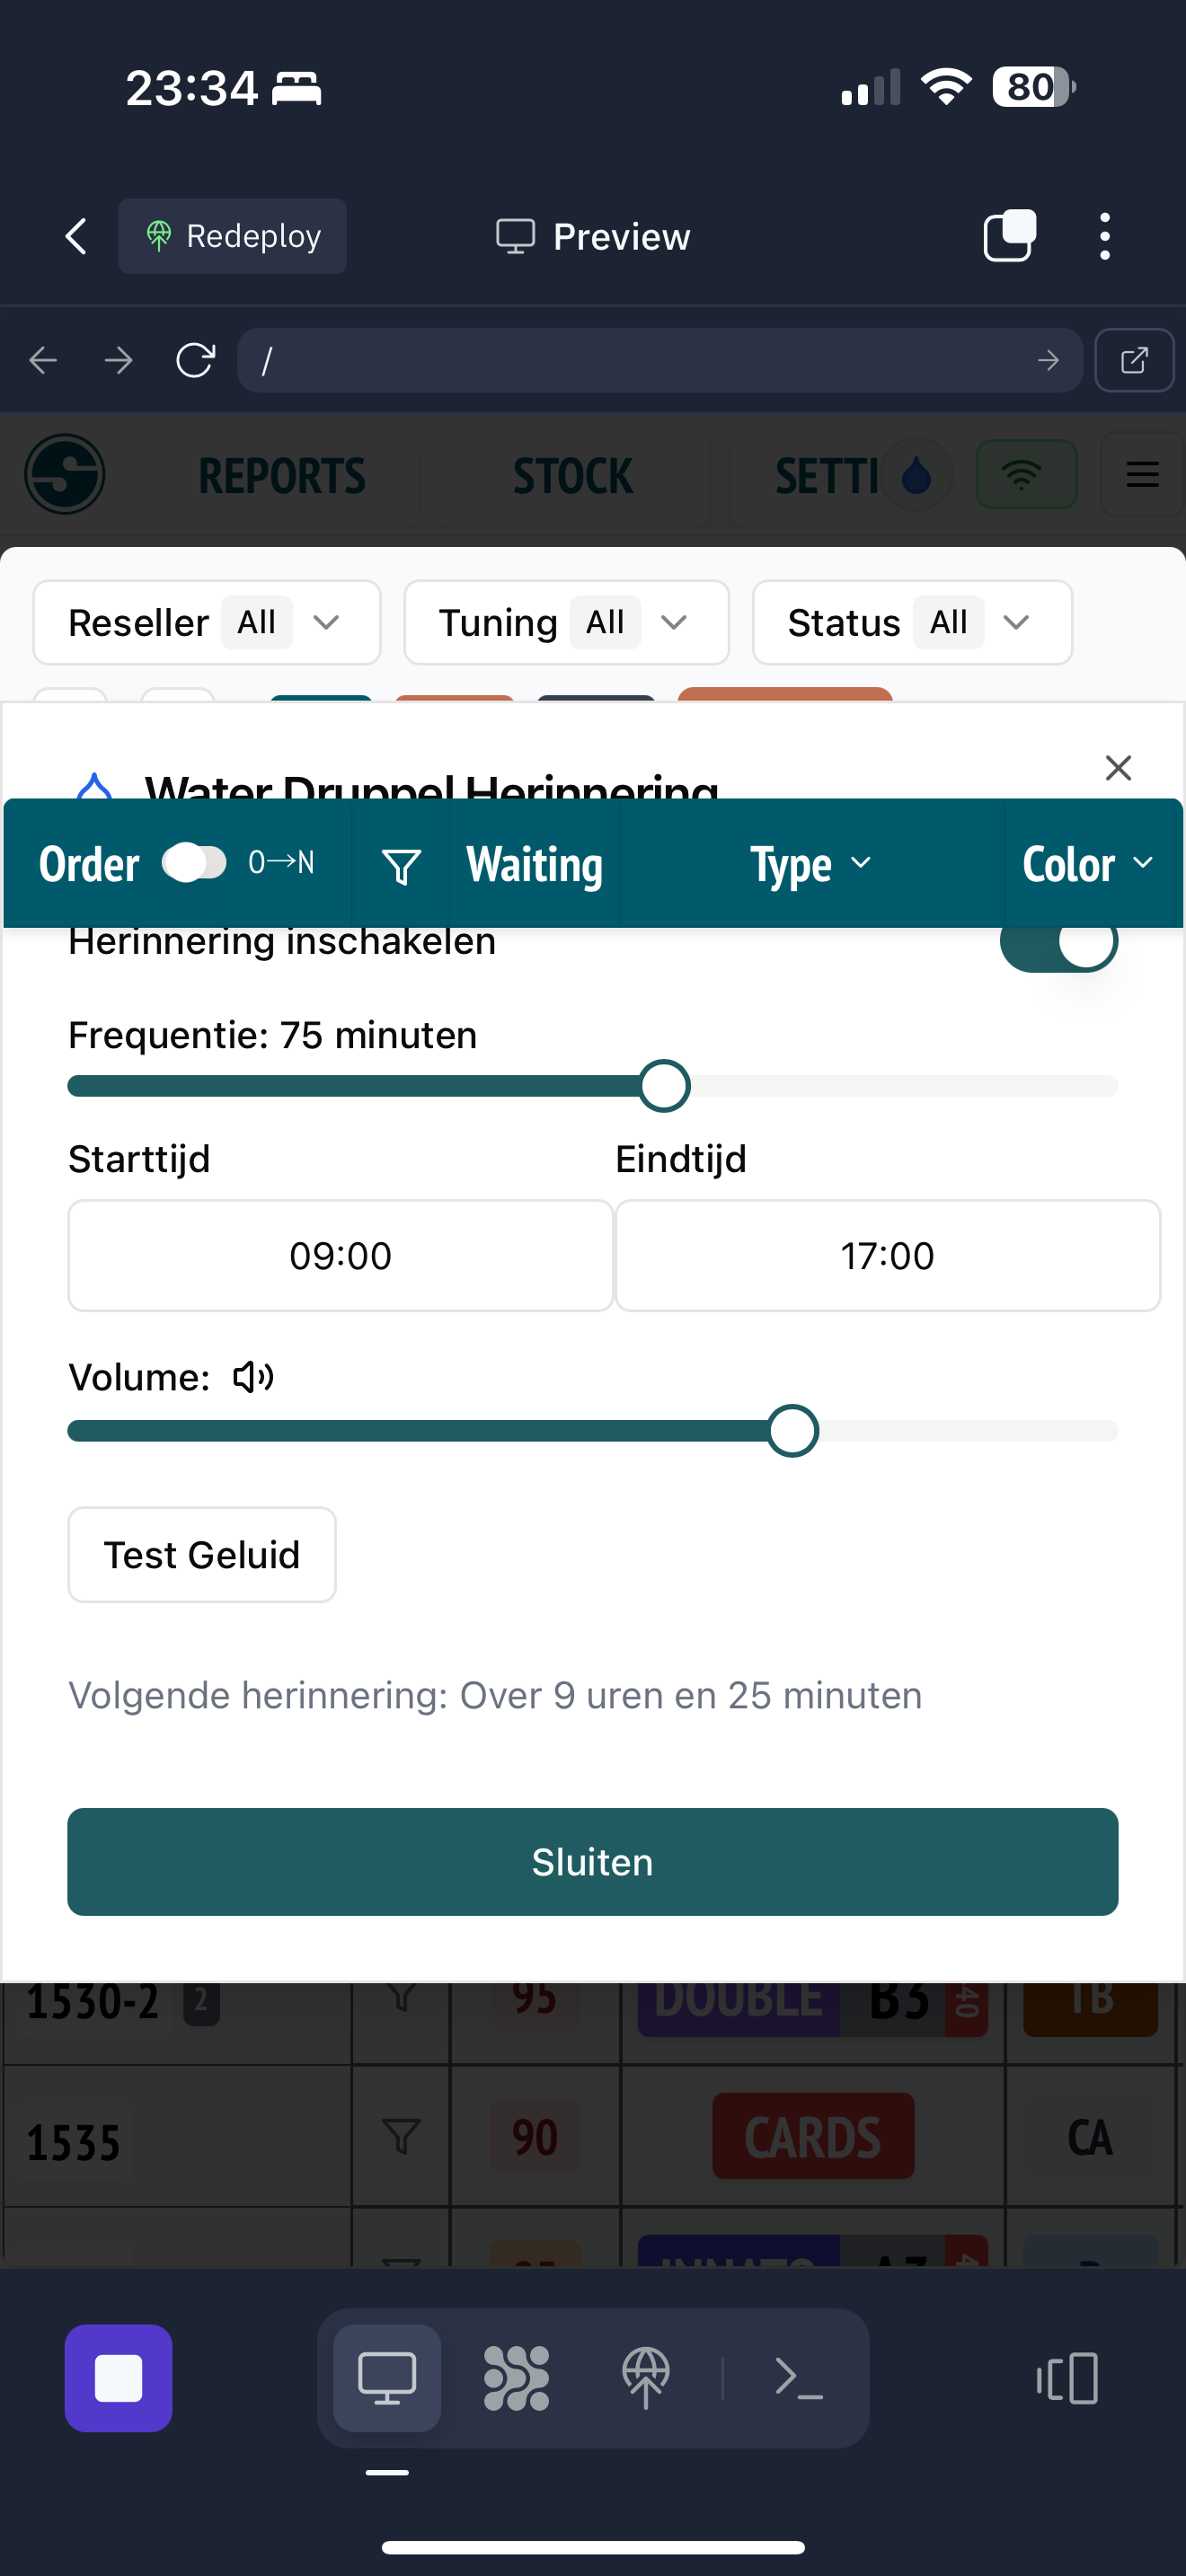 23:34
80
Redeploy
Preview
/
REPORTS STOCK SETTI
Reseller All Tuning All Status All
Water Druppel Herinnering
Order O→N Waiting Type Color
Herinnering inschakelen
Frequentie: 75 minuten
Starttijd Eindtijd
09:00 17:00
Volume:
Test Geluid
Volgende herinnering: Over 9 uren en 25 minuten
Sluiten
1530-2 2 95 DOUBLE B3 40 TB
1535 90 CARDS CA